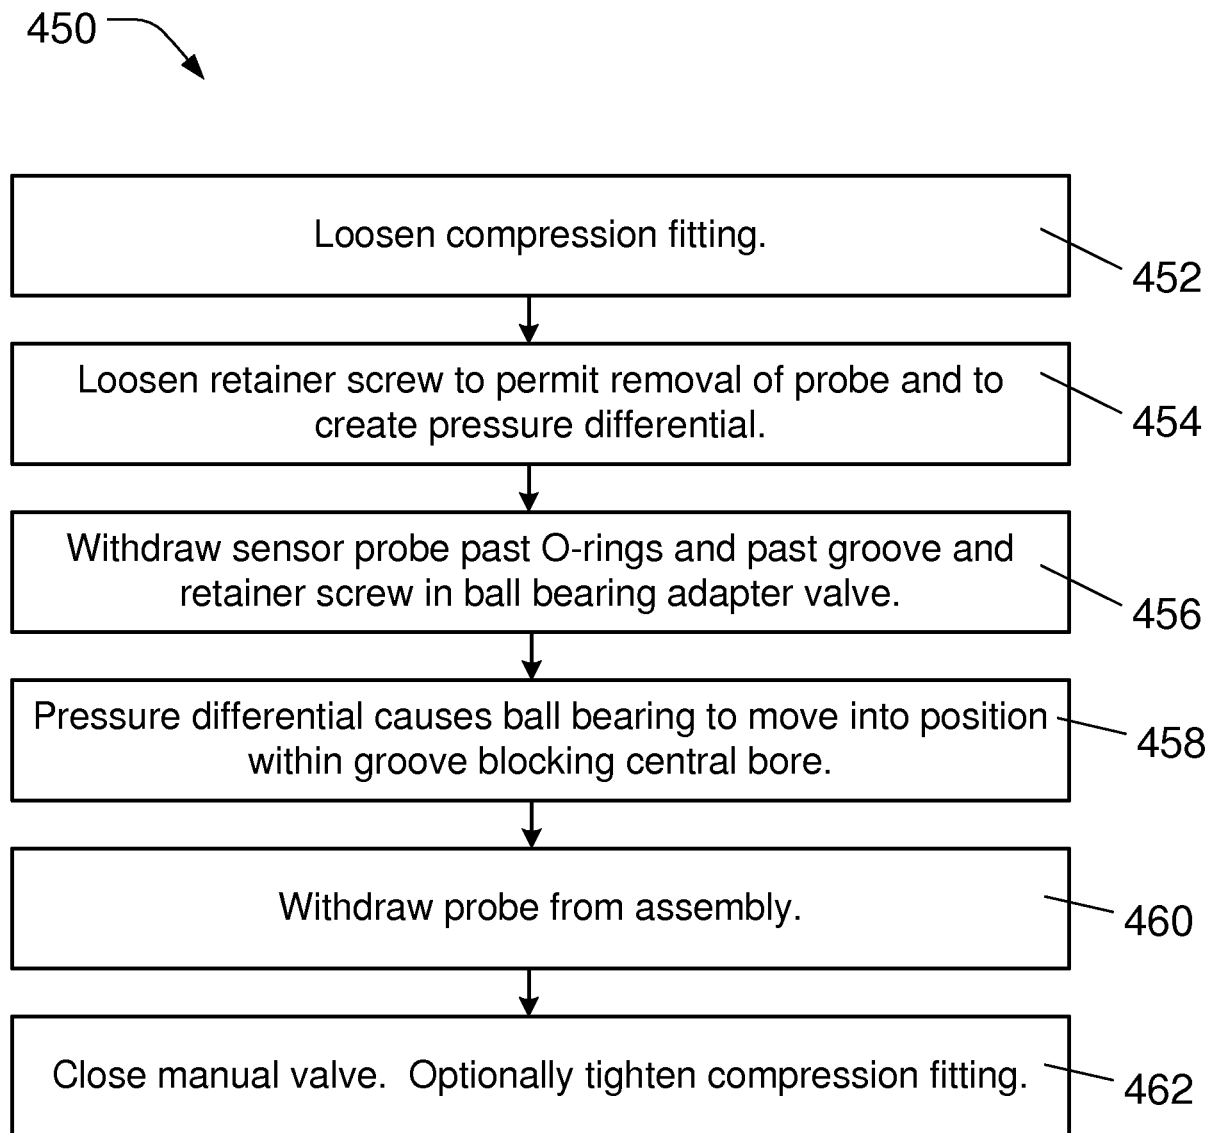 450
Loosen compression fitting.
452
Loosen retainer screw to permit removal of probe and to
create pressure differential.
454
Withdraw sensor probe past O-rings and past groove and
retainer screw in ball bearing adapter valve.
456
Pressure differential causes ball bearing to move into position
within groove blocking central bore.
458
Withdraw probe from assembly.
460
Close manual valve.  Optionally tighten compression fitting.
462